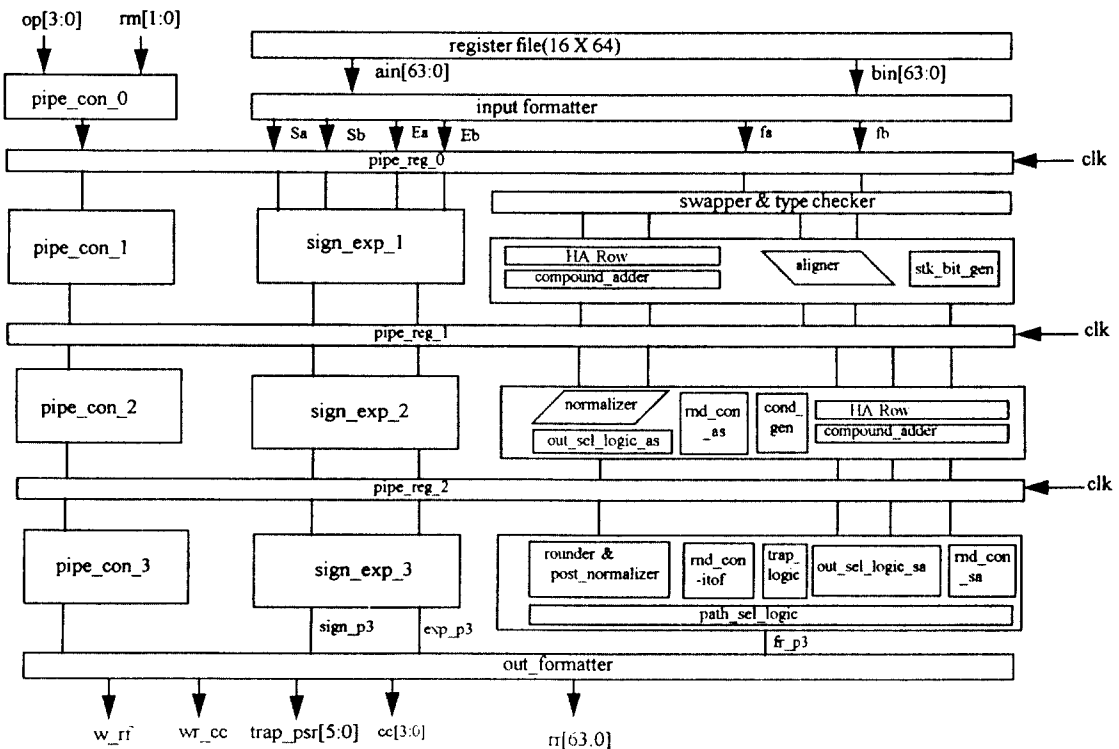 op[3:0] rm[1:0]
register file(16 X 64)
ain[63:0] bin[63:0]
pipe_con_0
input formatter
Sa Sb Ea Eb fa fb
pipe_reg_0
clk
swapper & type checker
pipe_con_1
sign_exp_1
HA Row
compound_adder
aligner
stk_bit_gen
pipe_reg_1
clk
pipe_con_2
sign_exp_2
normalizer
out_sel_logic_as
rnd_con
_as
cond_
gen
HA Row
compound_adder
pipe_reg_2
clk
pipe_con_3
sign_exp_3
rounder &
post_normalizer
rnd_con
-itof
trap_
logic
out_sel_logic_sa
rnd_con
_sa
path_sel_logic
sign_p3 exp_p3 fr_p3
out_formatter
w_rf wr_cc trap_psr[5:0] cc[3:0] rr[63.0]